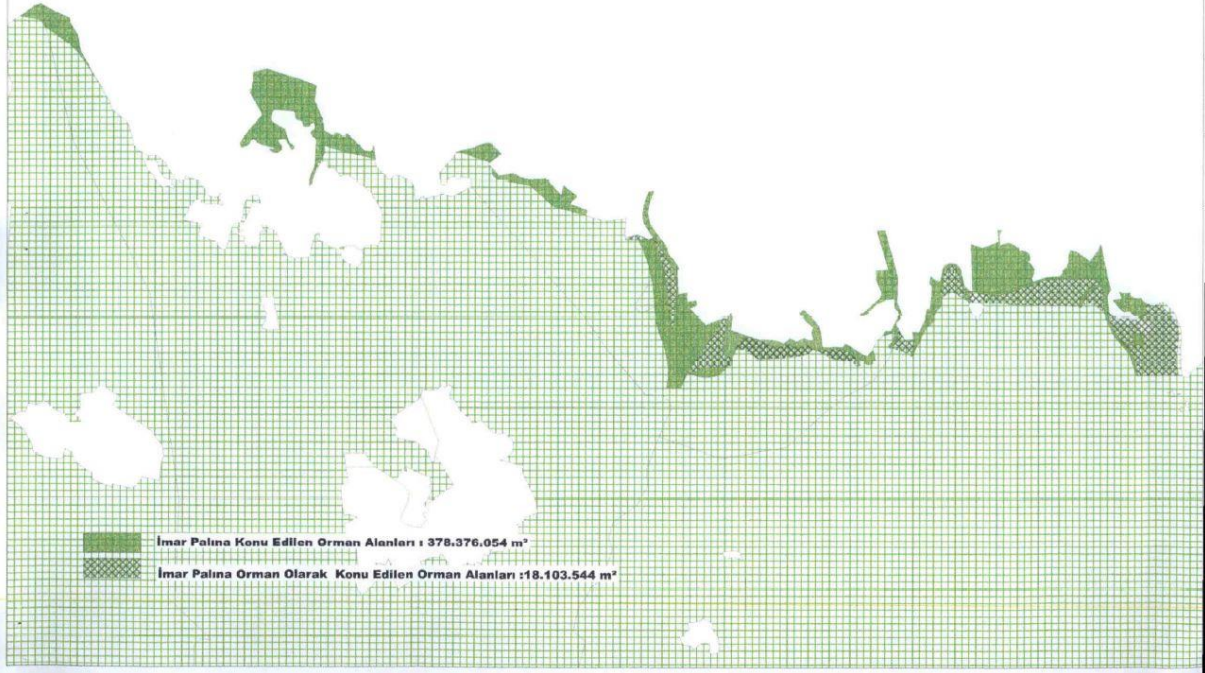 İmar Palına Konu Edilen Orman Alanları : 378.376.054 m²
İmar Palına Orman Olarak Konu Edilen Orman Alanları :18.103.544 m²